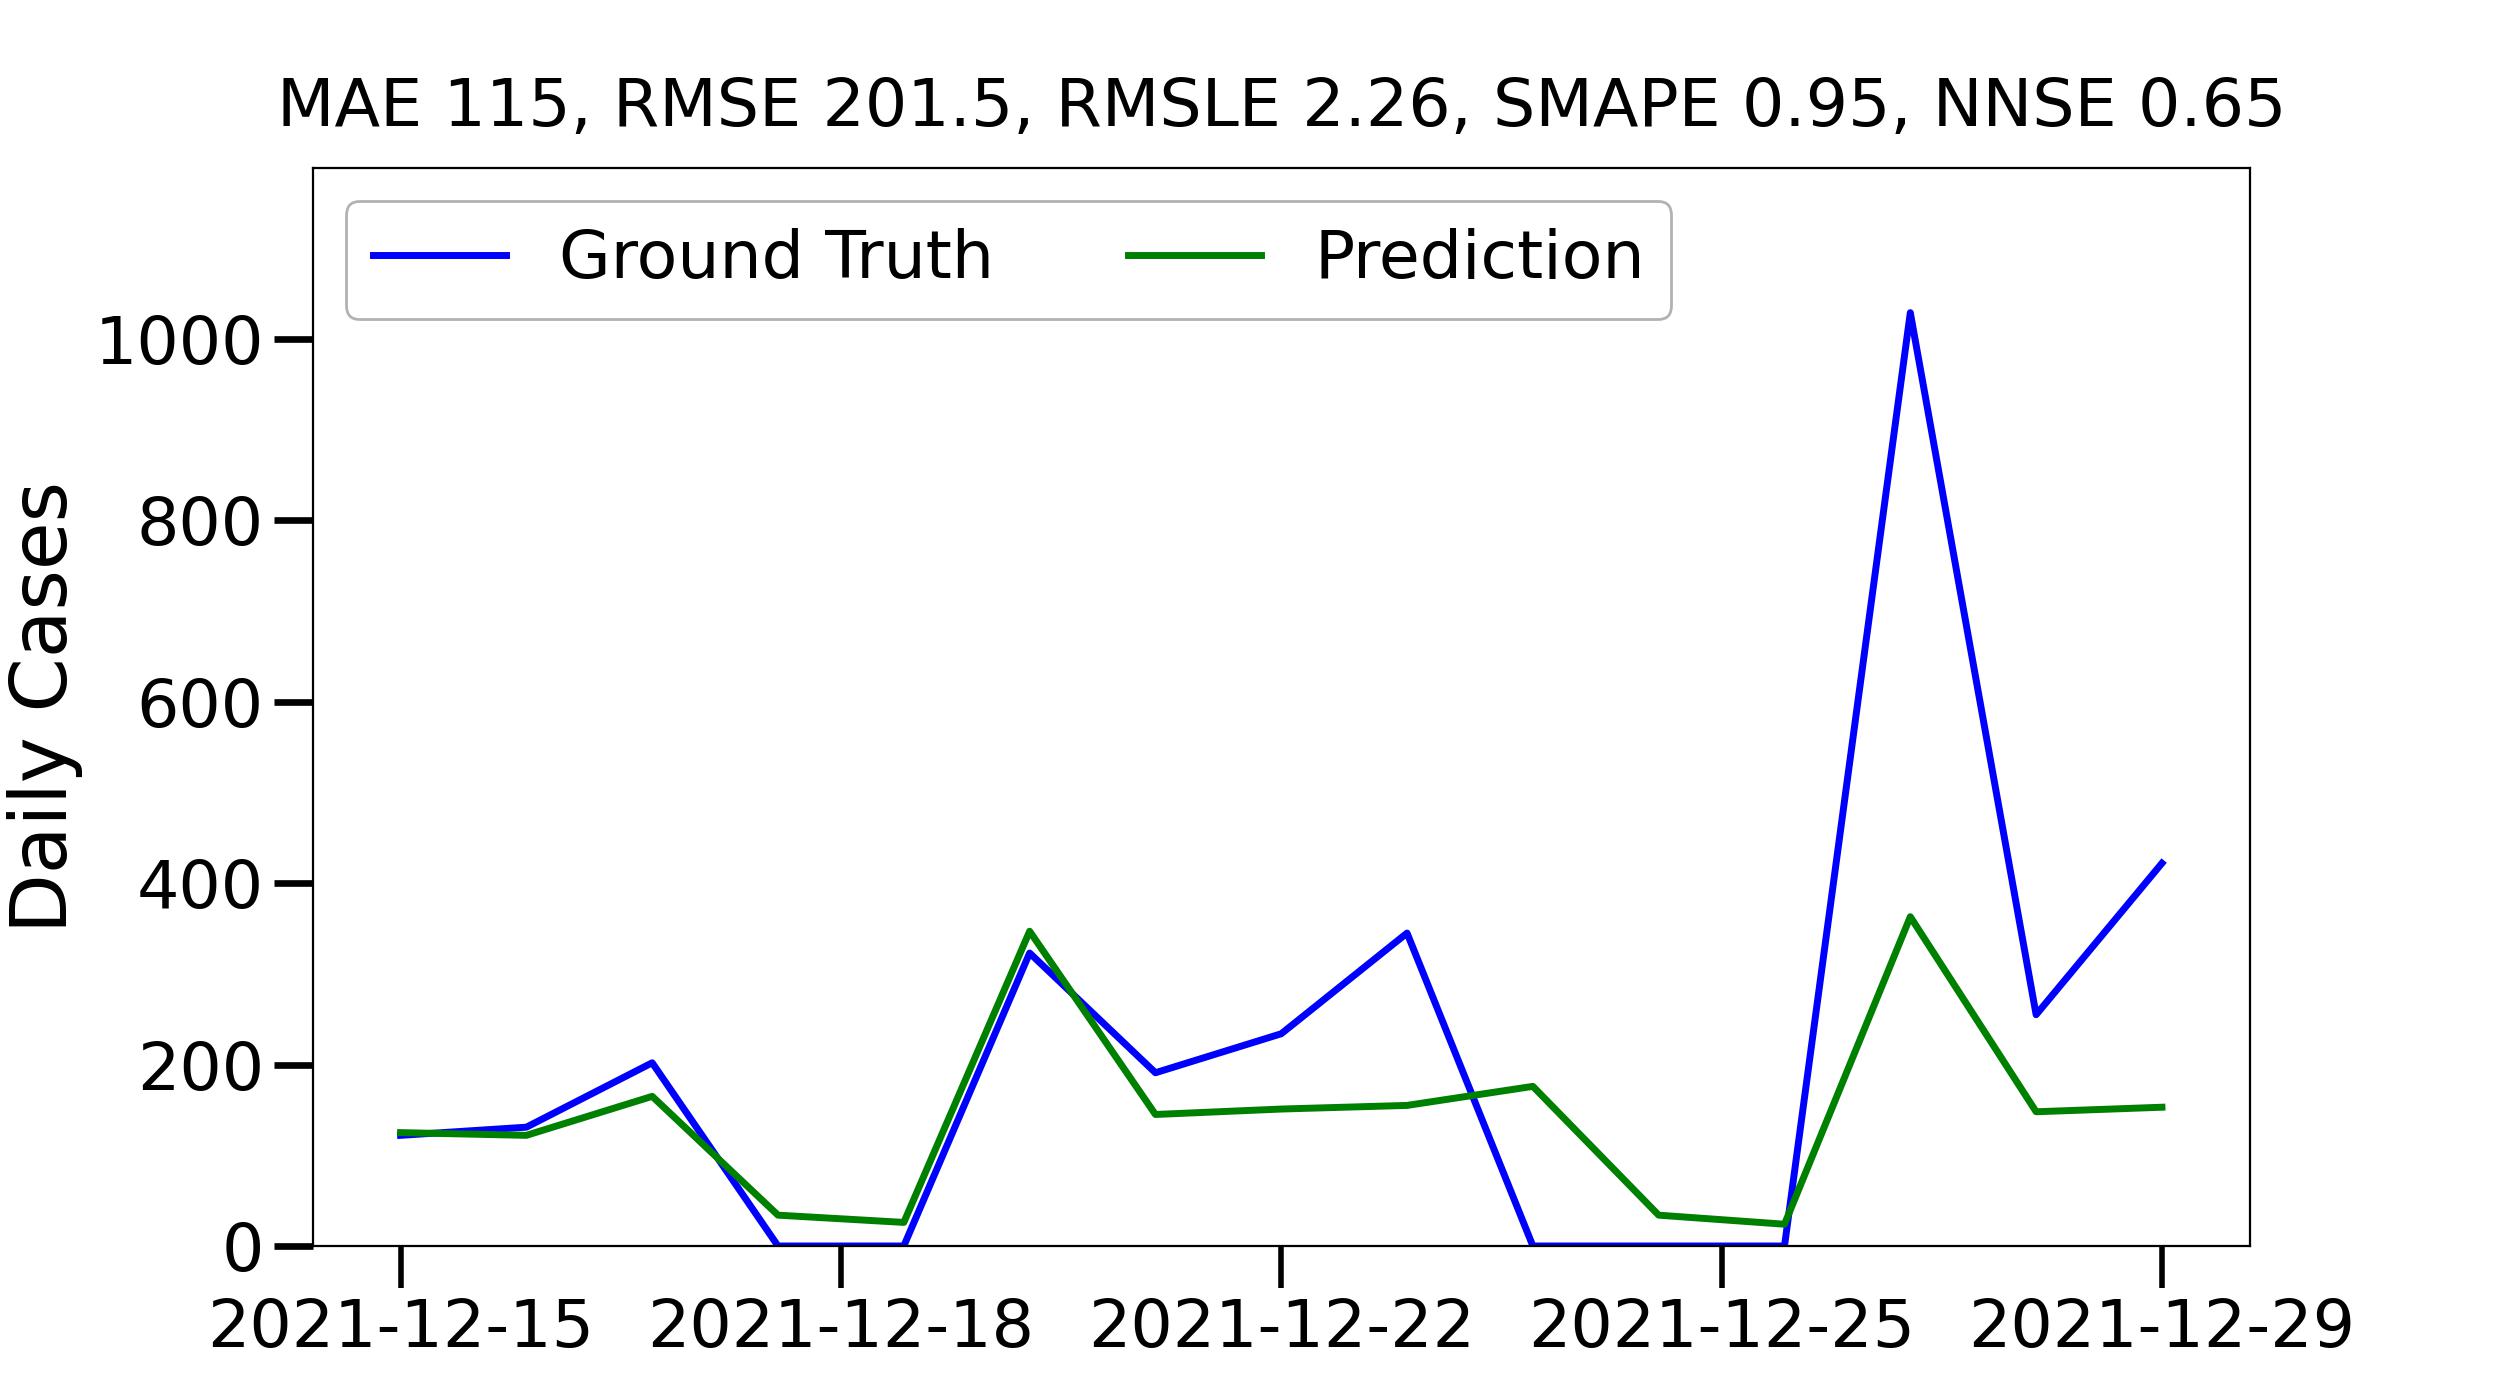 MAE 115, RMSE 201.5, RMSLE 2.26, SMAPE 0.95, NNSE 0.65
Ground Truth Prediction
Daily Cases
1000
800
600
400
200
0
2021-12-15 2021-12-18 2021-12-22 2021-12-25 2021-12-29